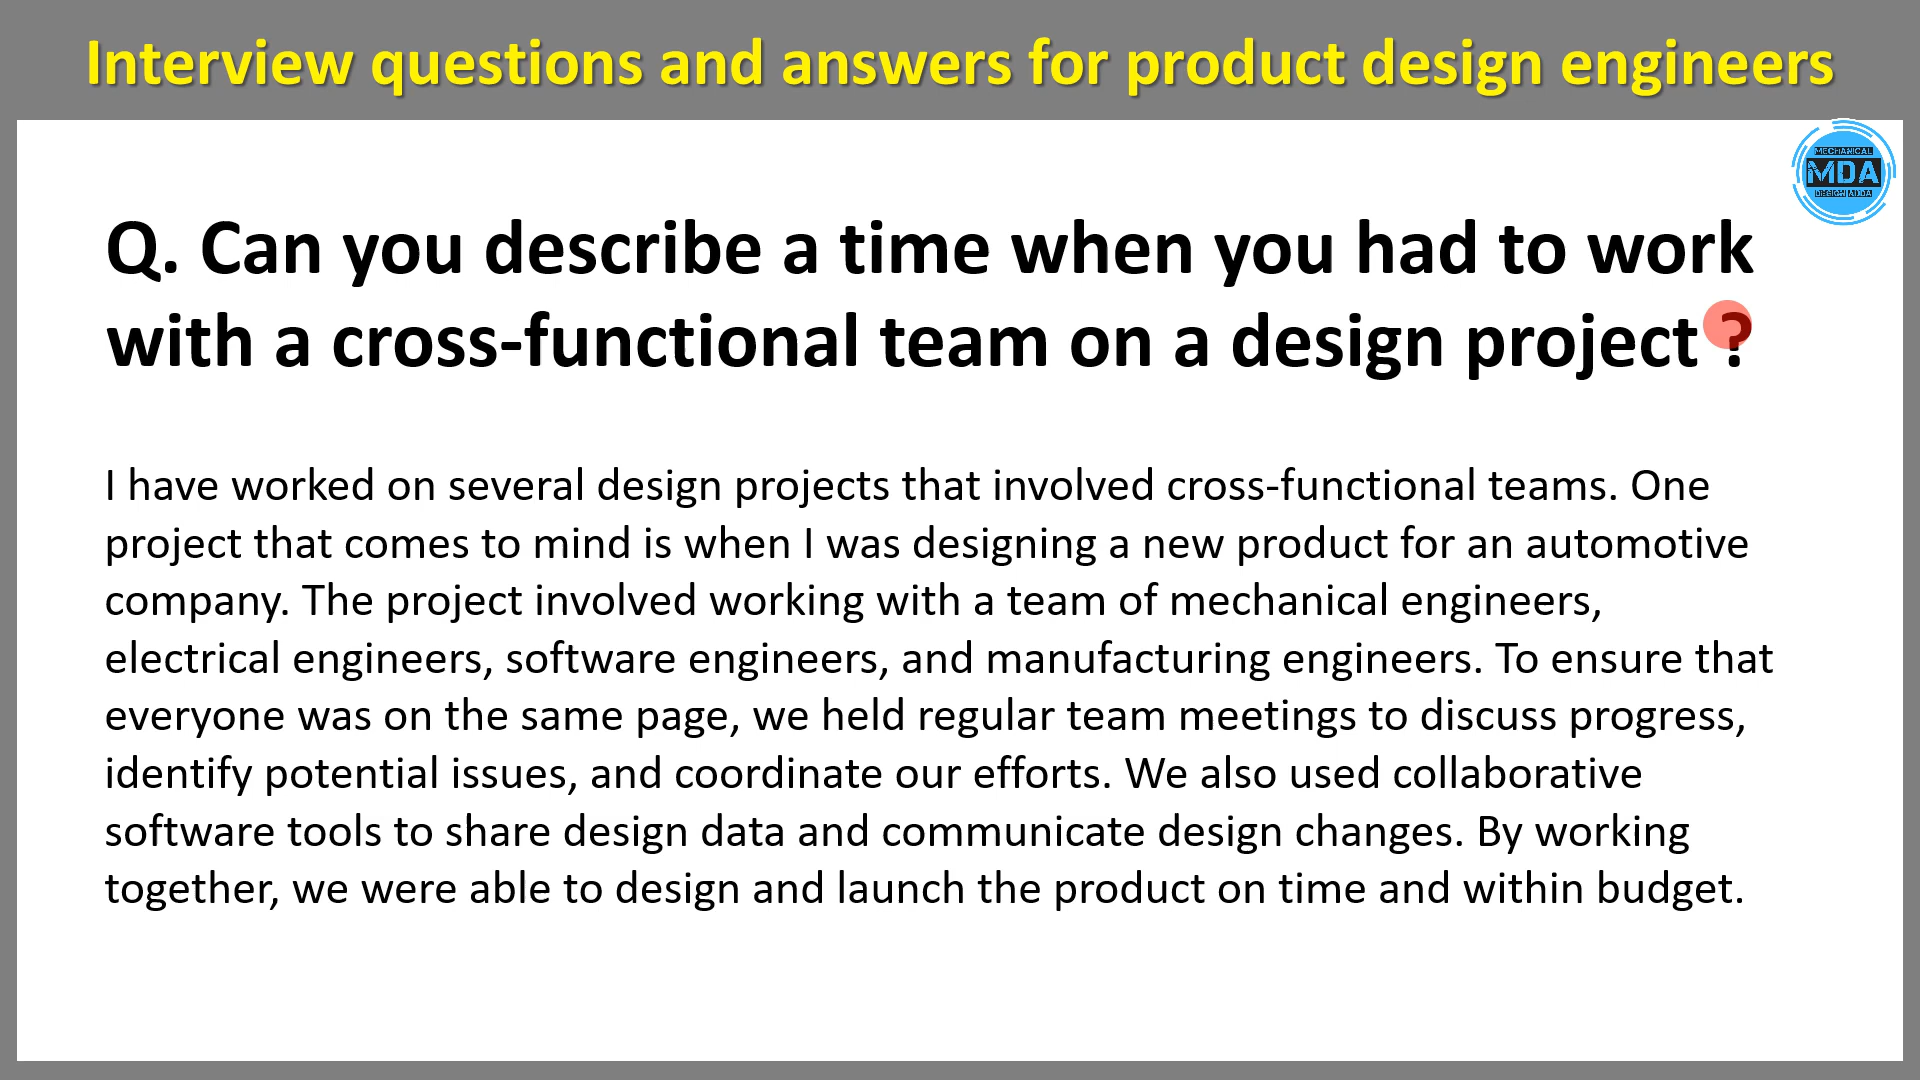 Interview questions and answers for product design engineers
MECHANICAL
MDA
DESIGN ADDA
Q. Can you describe a time when you had to work
with a cross-functional team on a design project ?
I have worked on several design projects that involved cross-functional teams. One
project that comes to mind is when I was designing a new product for an automotive
company. The project involved working with a team of mechanical engineers,
electrical engineers, software engineers, and manufacturing engineers. To ensure that
everyone was on the same page, we held regular team meetings to discuss progress,
identify potential issues, and coordinate our efforts. We also used collaborative
software tools to share design data and communicate design changes. By working
together, we were able to design and launch the product on time and within budget.